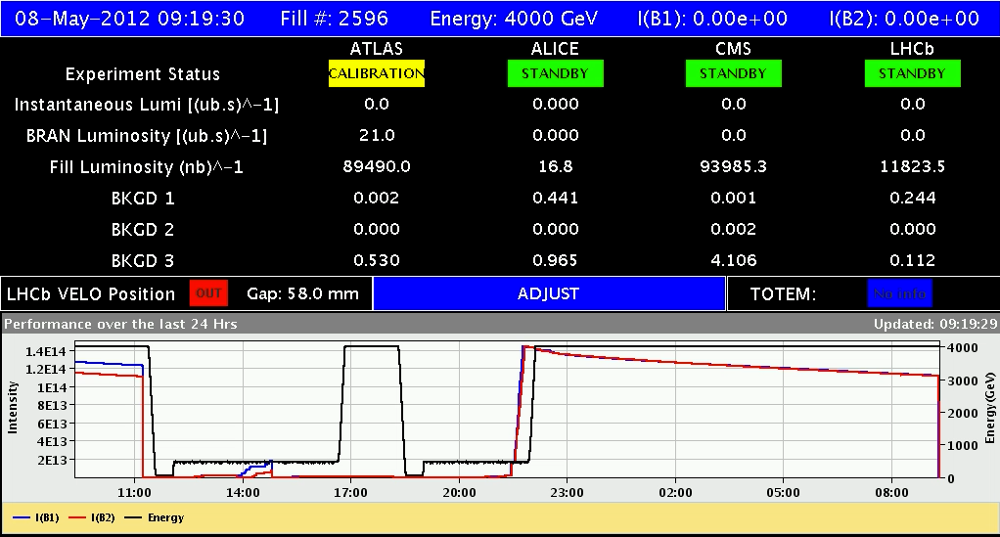 08-May-2012 09:19:30 Fill #: 2596 Energy: 4000 GeV I(B1): 0.00e+00 I(B2): 0.00e+00
ATLAS ALICE CMS LHCb
Experiment Status CALIBRATION STANDBY STANDBY STANDBY
Instantaneous Lumi [(ub.s)^-1] 0.0 0.000 0.0 0.0
BRAN Luminosity [(ub.s)^-1] 21.0 0.000 0.0 0.0
Fill Luminosity (nb)^-1 89490.0 16.8 93985.3 11823.5
BKGD 1 0.002 0.441 0.001 0.244
BKGD 2 0.000 0.000 0.002 0.000
BKGD 3 0.530 0.965 4.106 0.112
LHCb VELO Position OUT Gap: 58.0 mm ADJUST TOTEM: No info
Performance over the last 24 Hrs Updated: 09:19:29
Intensity
1.4E14
1.2E14
1E14
8E13
6E13
4E13
2E13
4000
3000
2000
1000
0
Energy(GeV)
11:00 14:00 17:00 20:00 23:00 02:00 05:00 08:00
I(B1) I(B2) Energy